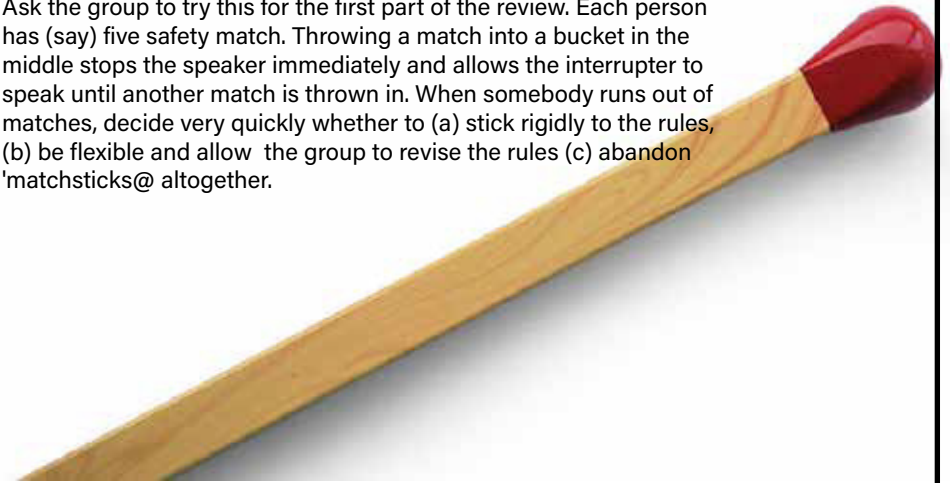 Ask the group to try this for the first part of the review. Each person
has (say) five safety match. Throwing a match into a bucket in the
middle stops the speaker immediately and allows the interrupter to
speak until another match is thrown in. When somebody runs out of
matches, decide very quickly whether to (a) stick rigidly to the rules,
(b) be flexible and allow  the group to revise the rules (c) abandon
'matchsticks@ altogether.